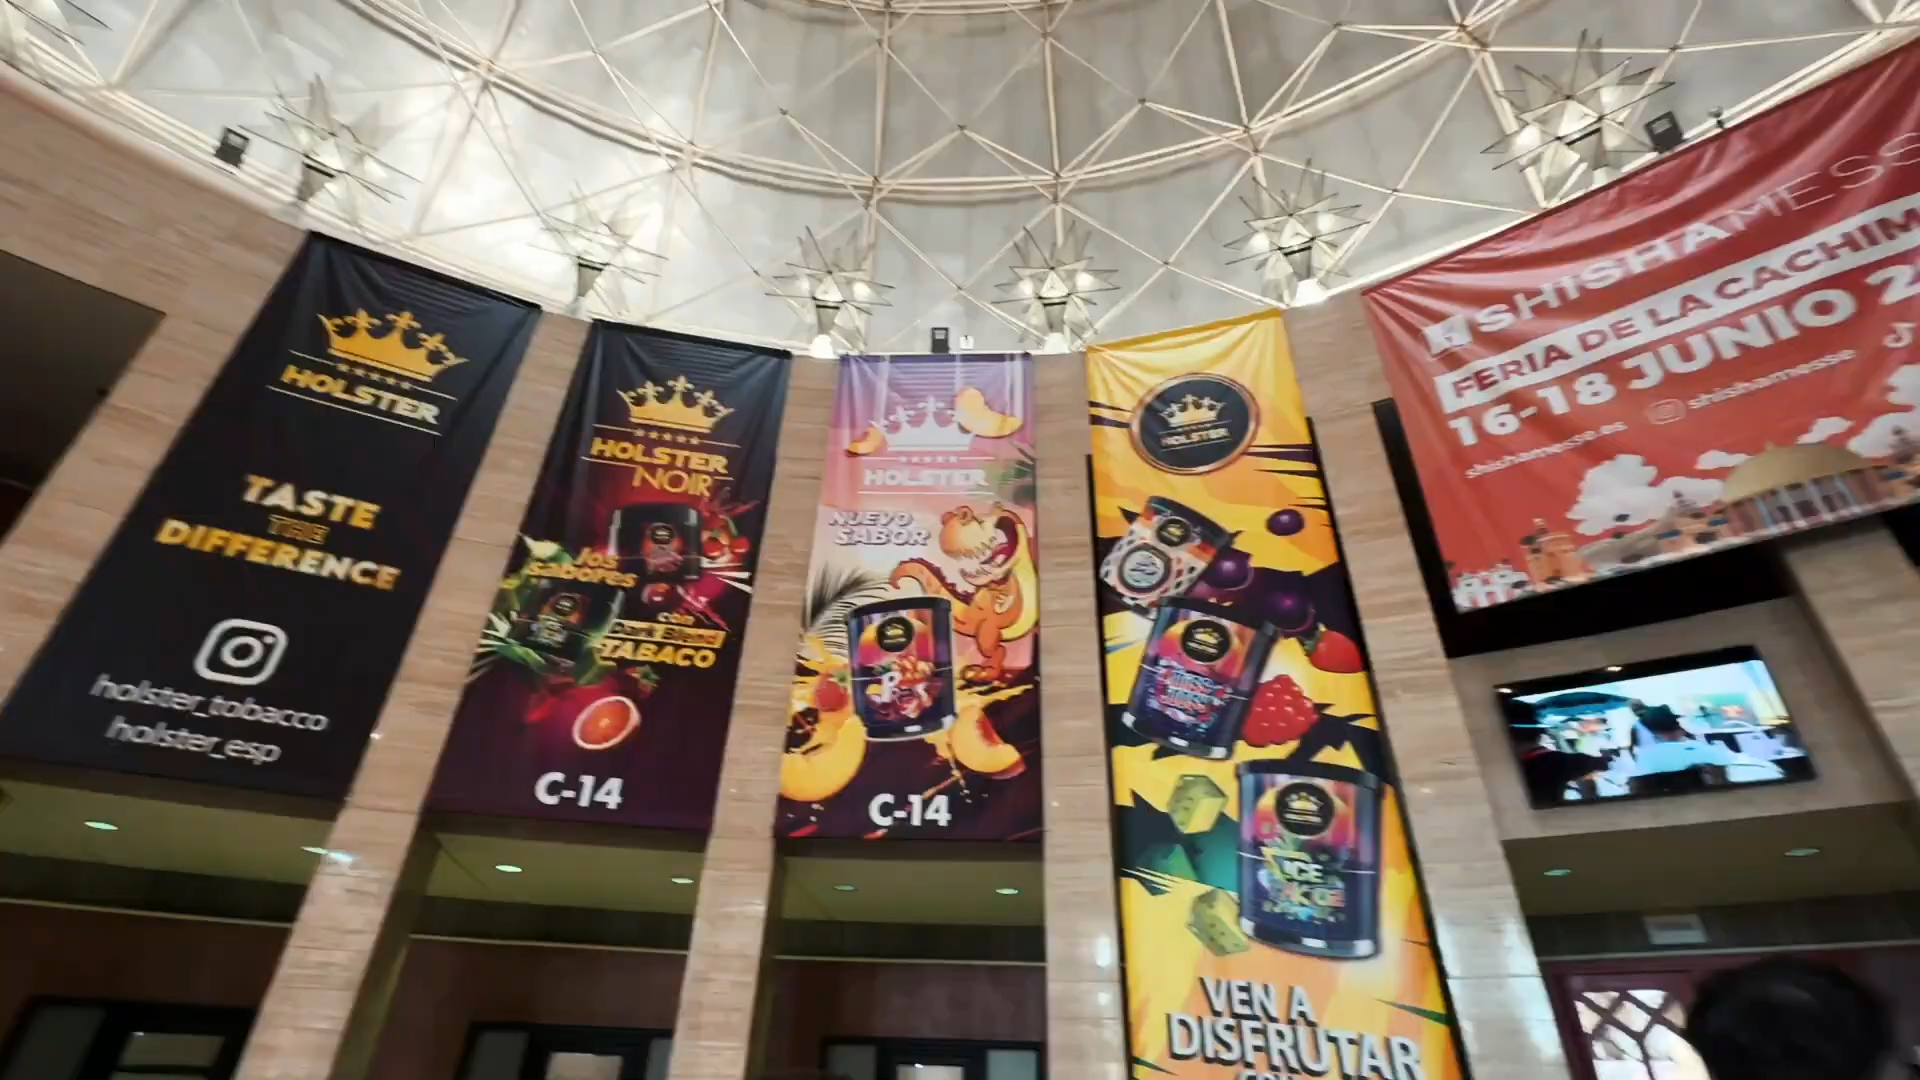 HOLSTER
TASTE
THE
DIFFERENCE
holster_tobacco
holster_esp
HOLSTER
NOIR
los
sabores
con
Dark Blend
TABACO
C-14
HOLSTER
NUEVO
SABOR
C-14
HOLSTER
ICE
VEN A
DISFRUTAR
SHISHAMESS
FERIA DE LA CACHIM
16-18 JUNIO 2
shishamesse.es
shishamesse